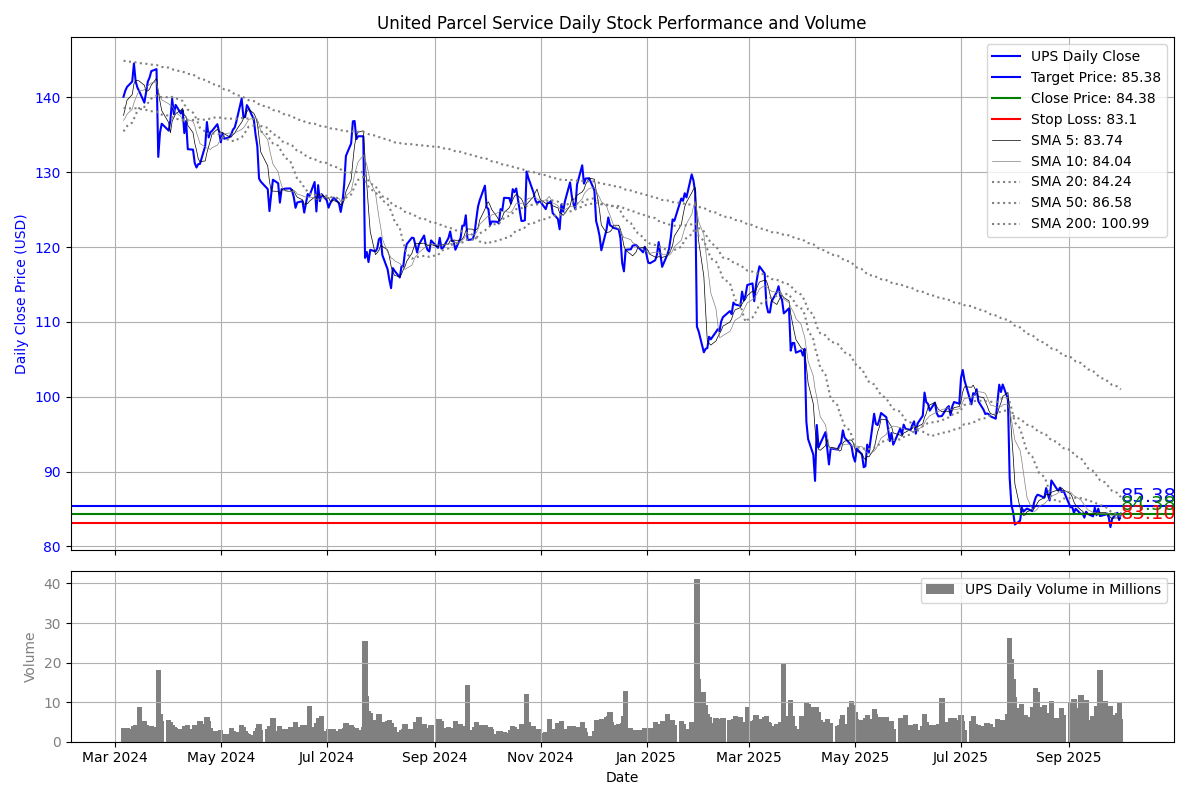 United Parcel Service Daily Stock Performance and Volume
Daily Close Price (USD)
140
130
120
110
100
90
80
UPS Daily Close
Target Price: 85.38
Close Price: 84.38
Stop Loss: 83.1
SMA 5: 83.74
SMA 10: 84.04
SMA 20: 84.24
SMA 50: 86.58
SMA 200: 100.99
85.38
84.38
83.10
Volume
40
30
20
10
0
UPS Daily Volume in Millions
Mar 2024 May 2024 Jul 2024 Sep 2024 Nov 2024 Jan 2025 Mar 2025 May 2025 Jul 2025 Sep 2025
Date